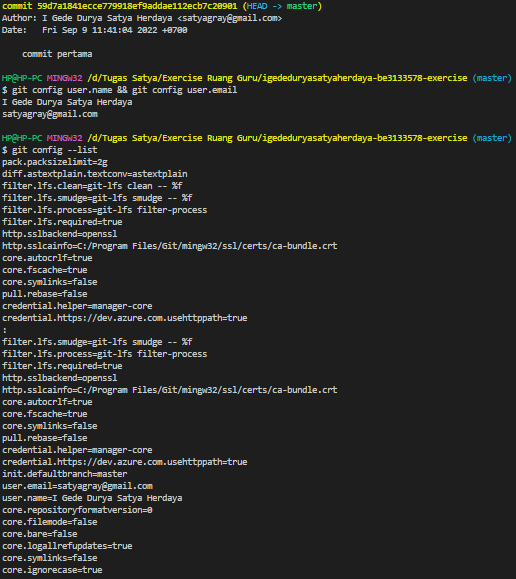 commit 59d7a1841ecce779918ef9addae112ecb7c20901 (HEAD -> master)
Author: I Gede Durya Satya Herdaya <satyagray@gmail.com>
Date:   Fri Sep 9 11:41:04 2022 +0700

    commit pertama

HP@HP-PC MINGW32 /d/Tugas Satya/Exercise Ruang Guru/igededuryasatyaherdaya-be3133578-exercise (master)
$ git config user.name && git config user.email
I Gede Durya Satya Herdaya
satyagray@gmail.com

HP@HP-PC MINGW32 /d/Tugas Satya/Exercise Ruang Guru/igededuryasatyaherdaya-be3133578-exercise (master)
$ git config --list
pack.packsizelimit=2g
diff.astextplain.textconv=astextplain
filter.lfs.clean=git-lfs clean -- %f
filter.lfs.smudge=git-lfs smudge -- %f
filter.lfs.process=git-lfs filter-process
filter.lfs.required=true
http.sslbackend=openssl
http.sslcainfo=C:/Program Files/Git/mingw32/ssl/certs/ca-bundle.crt
core.autocrlf=true
core.fscache=true
core.symlinks=false
pull.rebase=false
credential.helper=manager-core
credential.https://dev.azure.com.usehttppath=true
:
filter.lfs.smudge=git-lfs smudge -- %f
filter.lfs.process=git-lfs filter-process
filter.lfs.required=true
http.sslbackend=openssl
http.sslcainfo=C:/Program Files/Git/mingw32/ssl/certs/ca-bundle.crt
core.autocrlf=true
core.fscache=true
core.symlinks=false
pull.rebase=false
credential.helper=manager-core
credential.https://dev.azure.com.usehttppath=true
init.defaultbranch=master
user.email=satyagray@gmail.com
user.name=I Gede Durya Satya Herdaya
core.repositoryformatversion=0
core.filemode=false
core.bare=false
core.logallrefupdates=true
core.symlinks=false
core.ignorecase=true